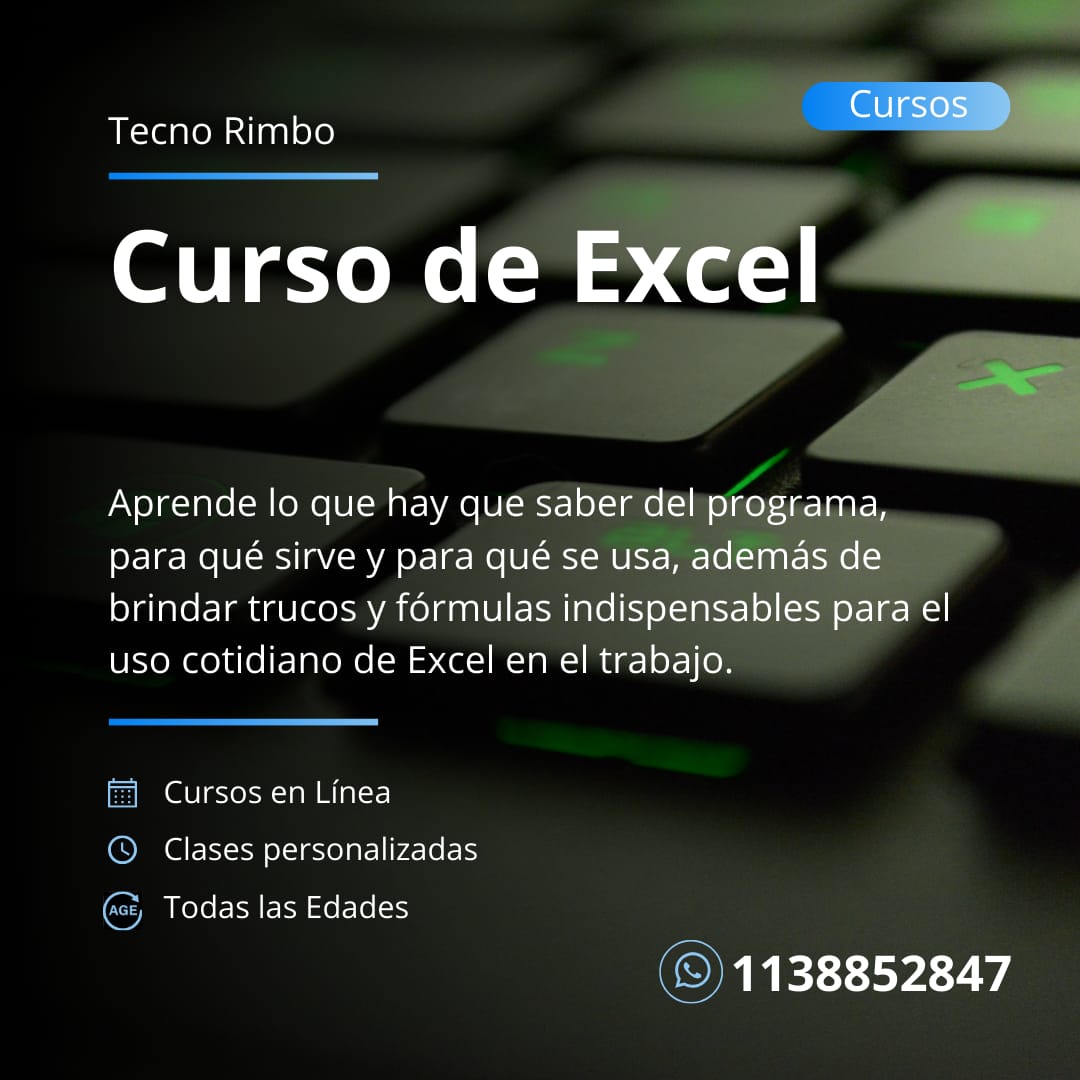 Cursos
Tecno Rimbo
Curso de Excel
Aprende lo que hay que saber del programa,
para qué sirve y para qué se usa, además de
brindar trucos y fórmulas indispensables para el
uso cotidiano de Excel en el trabajo.
Cursos en Línea
Clases personalizadas
AGE
Todas las Edades
1138852847